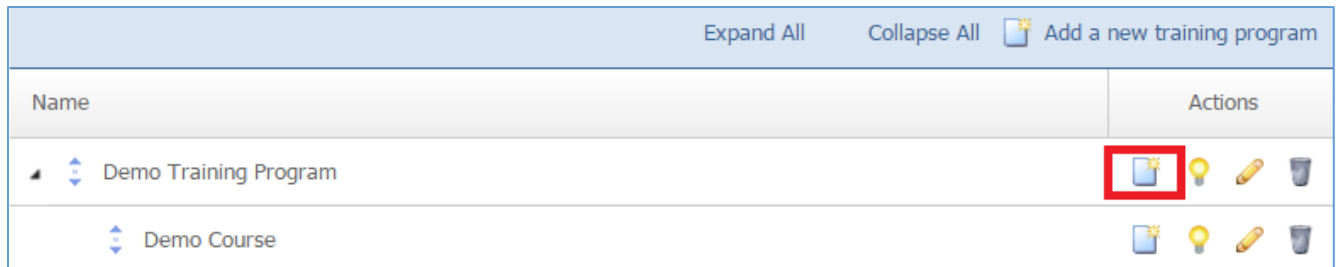 Expand All Collapse All Add a new training program
Name Actions
Demo Training Program
Demo Course